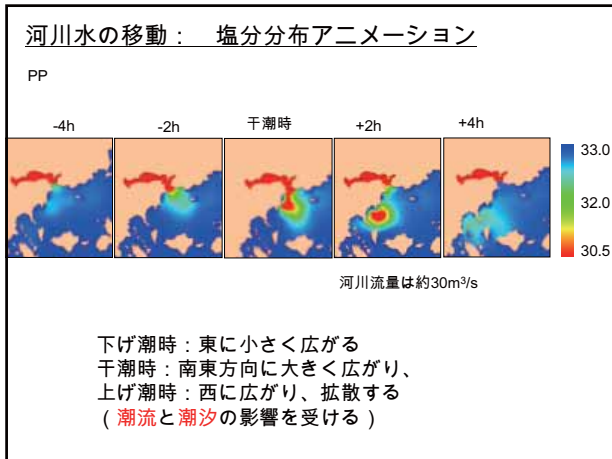 河川水の移動：　塩分分布アニメーション
PP
-4h
-2h
干潮時
+2h
+4h
33.0
32.0
30.5
河川流量は約30m³/s
下げ潮時：東に小さく広がる
干潮時：南東方向に大きく広がり、
上げ潮時：西に広がり、拡散する
（潮流と潮汐の影響を受ける）